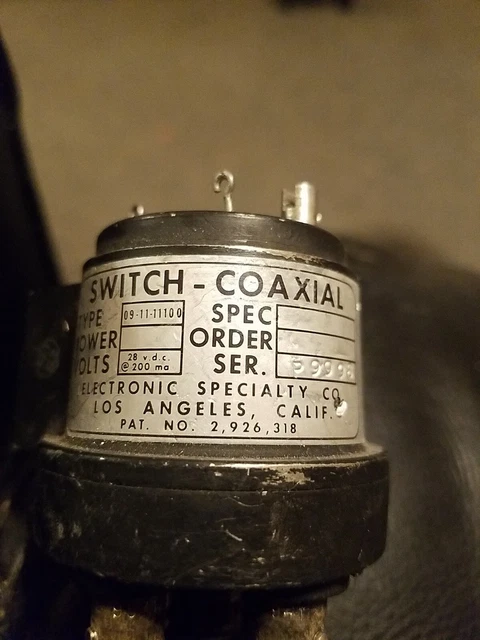 SWITCH - COAXIAL
TYPE 09-11-11100 SPEC
POWER ORDER
VOLTS 28 v.d.c. @ 200 ma SER.
ELECTRONIC SPECIALTY CO.
LOS ANGELES, CALIF.
PAT. NO. 2,926,318